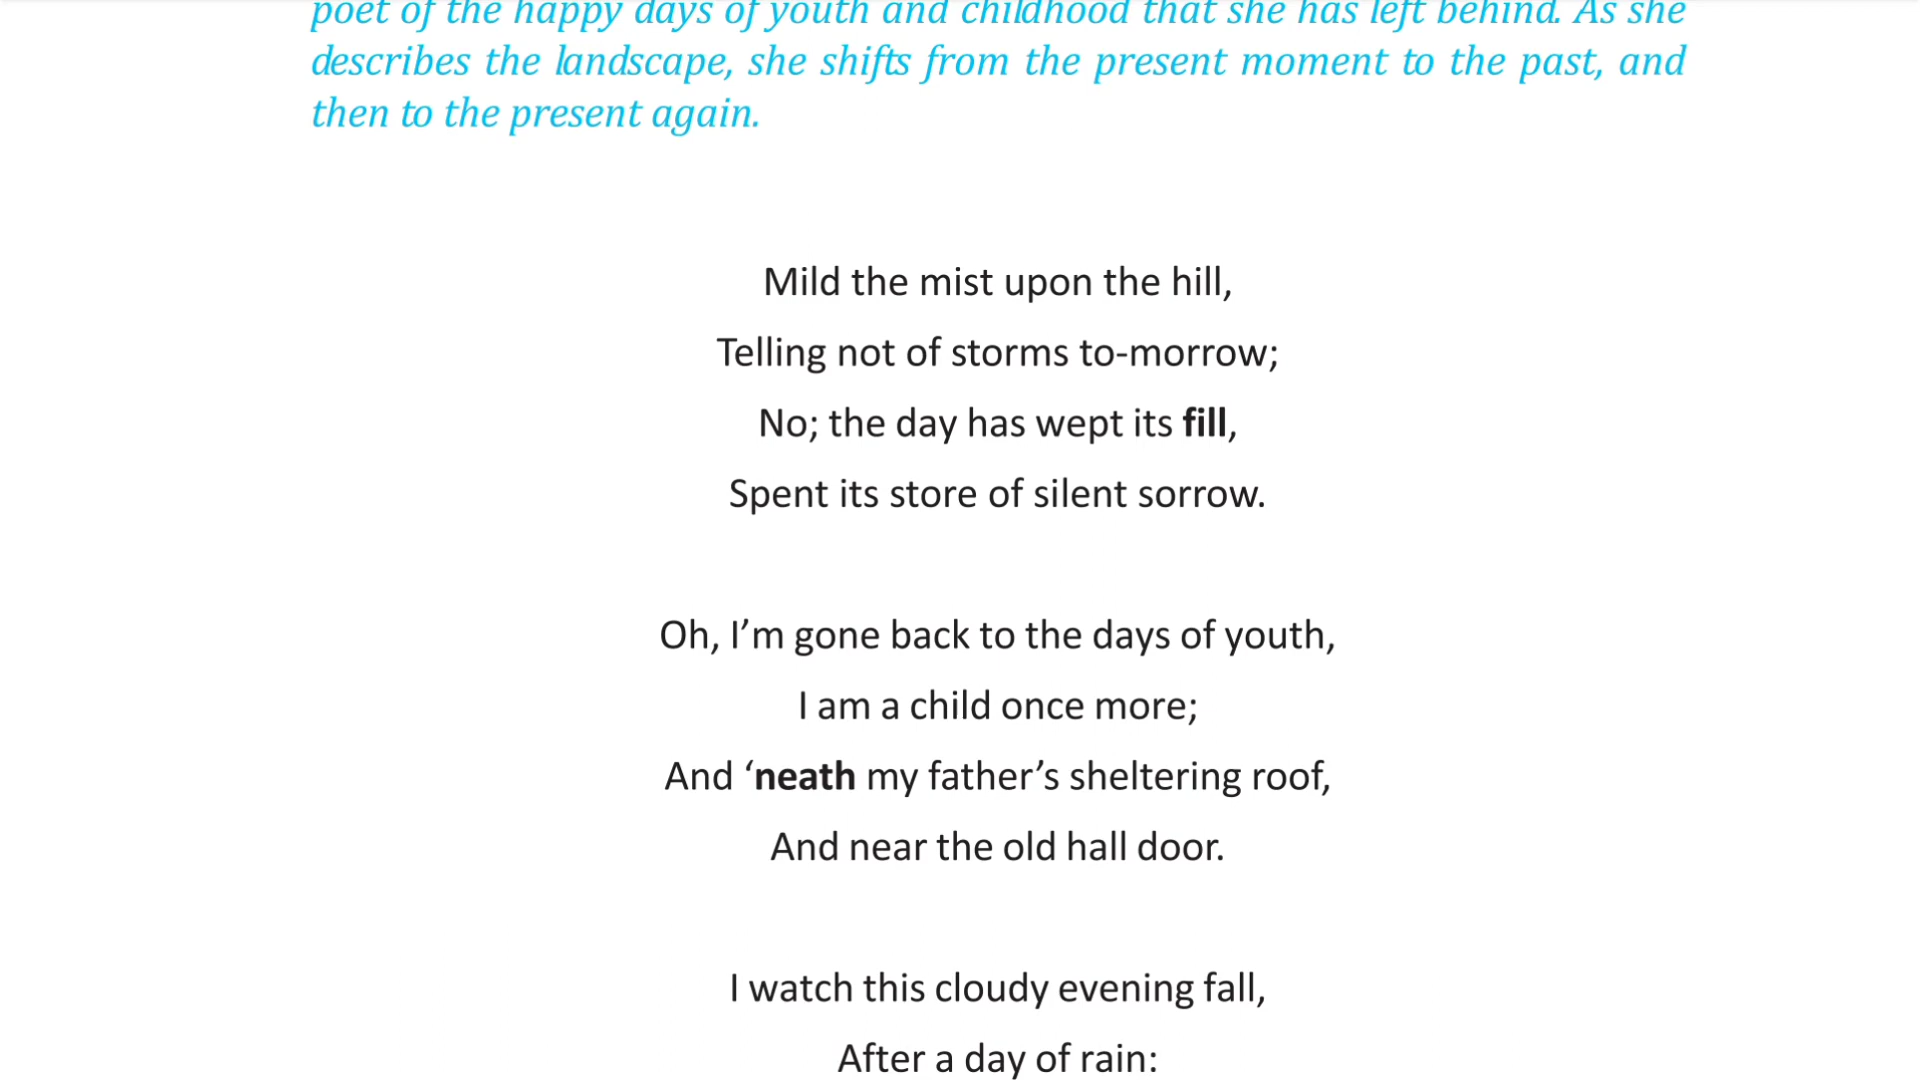 poet of the happy days of youth and childhood that she has left behind. As she
describes the landscape, she shifts from the present moment to the past, and
then to the present again.
Mild the mist upon the hill,
Telling not of storms to-morrow;
No; the day has wept its fill,
Spent its store of silent sorrow.
Oh, I’m gone back to the days of youth,
I am a child once more;
And ‘neath my father’s sheltering roof,
And near the old hall door.
I watch this cloudy evening fall,
After a day of rain: